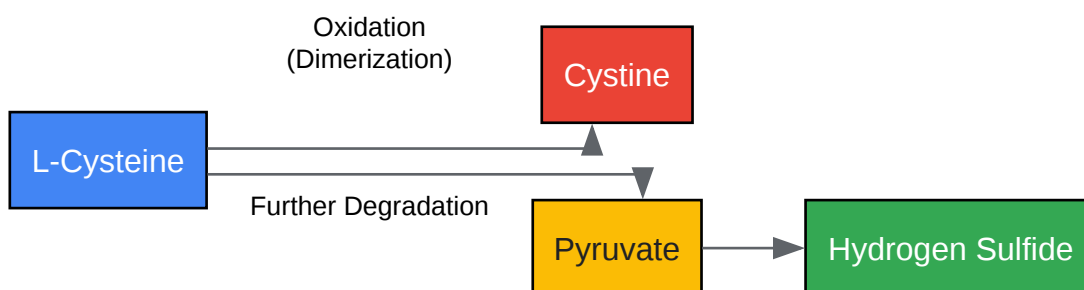 Oxidation
(Dimerization)
Cystine
L-Cysteine
Further Degradation
Pyruvate
Hydrogen Sulfide